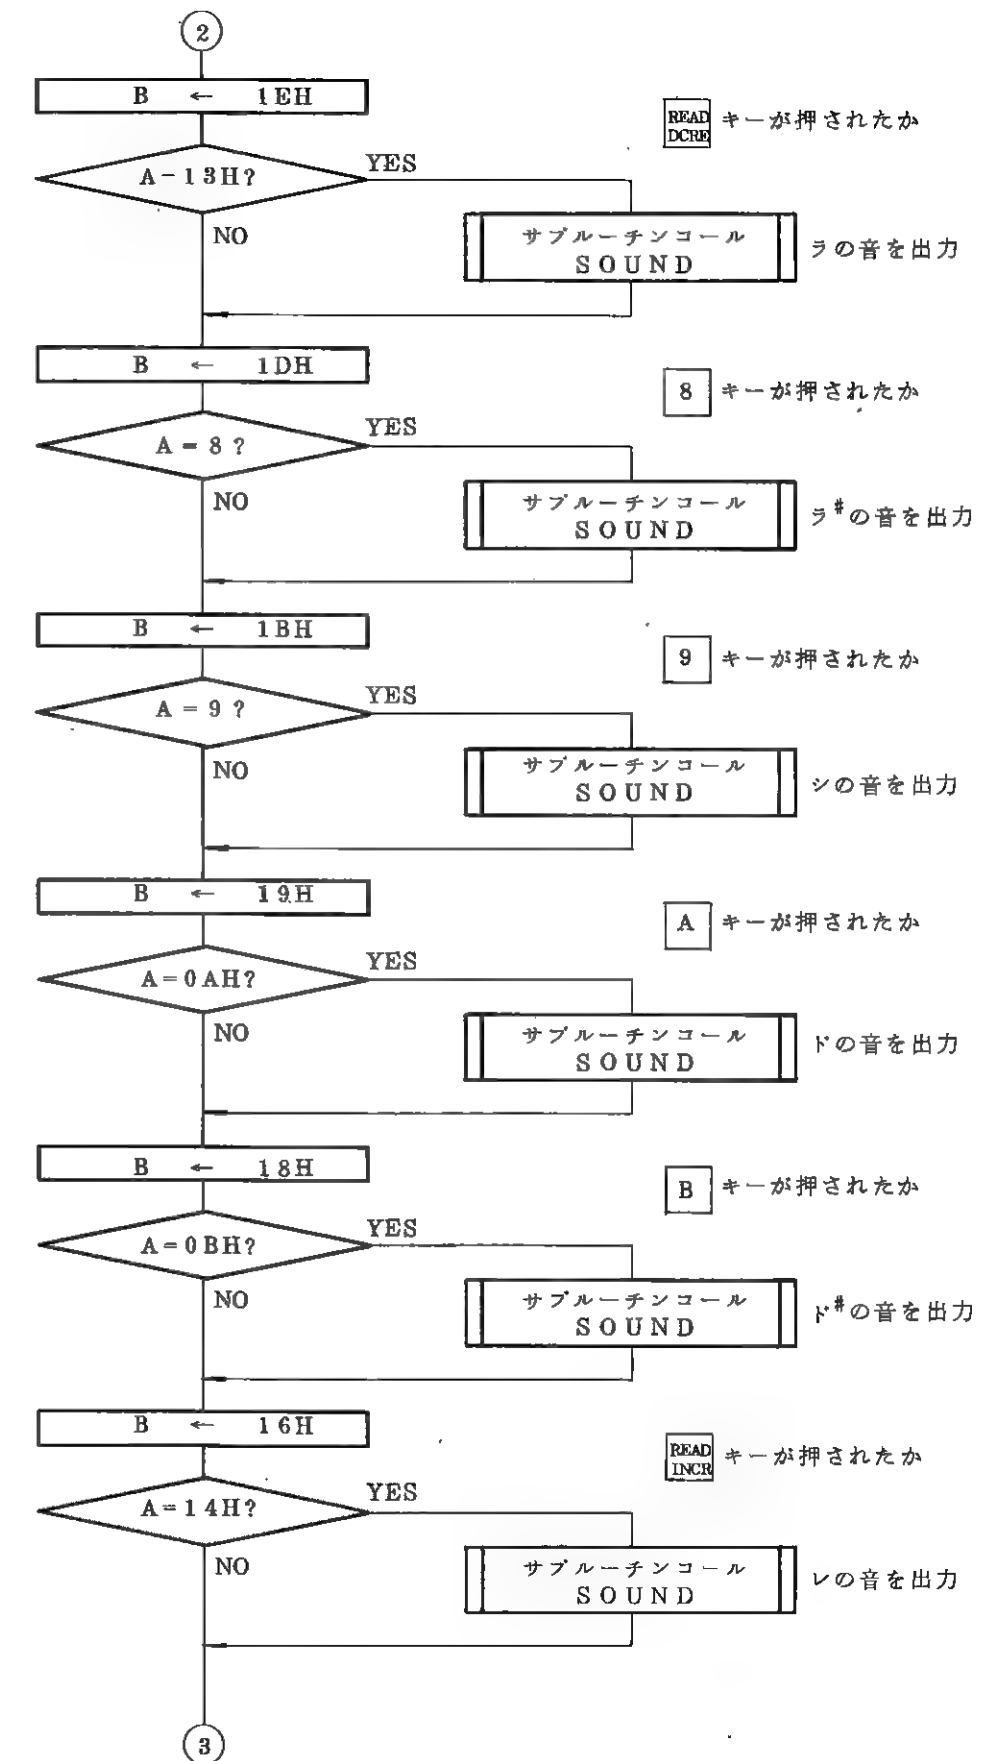 2
B ← 1EH
READ
DCRE
キーが押されたか
A-13H?
YES
NO
サブルーチンコール
SOUND
ラの音を出力
B ← 1DH
8 キーが押されたか
A = 8 ?
YES
NO
サブルーチンコール
SOUND
ラ#の音を出力
B ← 1BH
9 キーが押されたか
A = 9 ?
YES
NO
サブルーチンコール
SOUND
シの音を出力
B ← 19H
A キーが押されたか
A=0AH?
YES
NO
サブルーチンコール
SOUND
ドの音を出力
B ← 18H
B キーが押されたか
A=0BH?
YES
NO
サブルーチンコール
SOUND
ド#の音を出力
B ← 16H
READ
INCR
キーが押されたか
A=14H?
YES
NO
サブルーチンコール
SOUND
レの音を出力
3